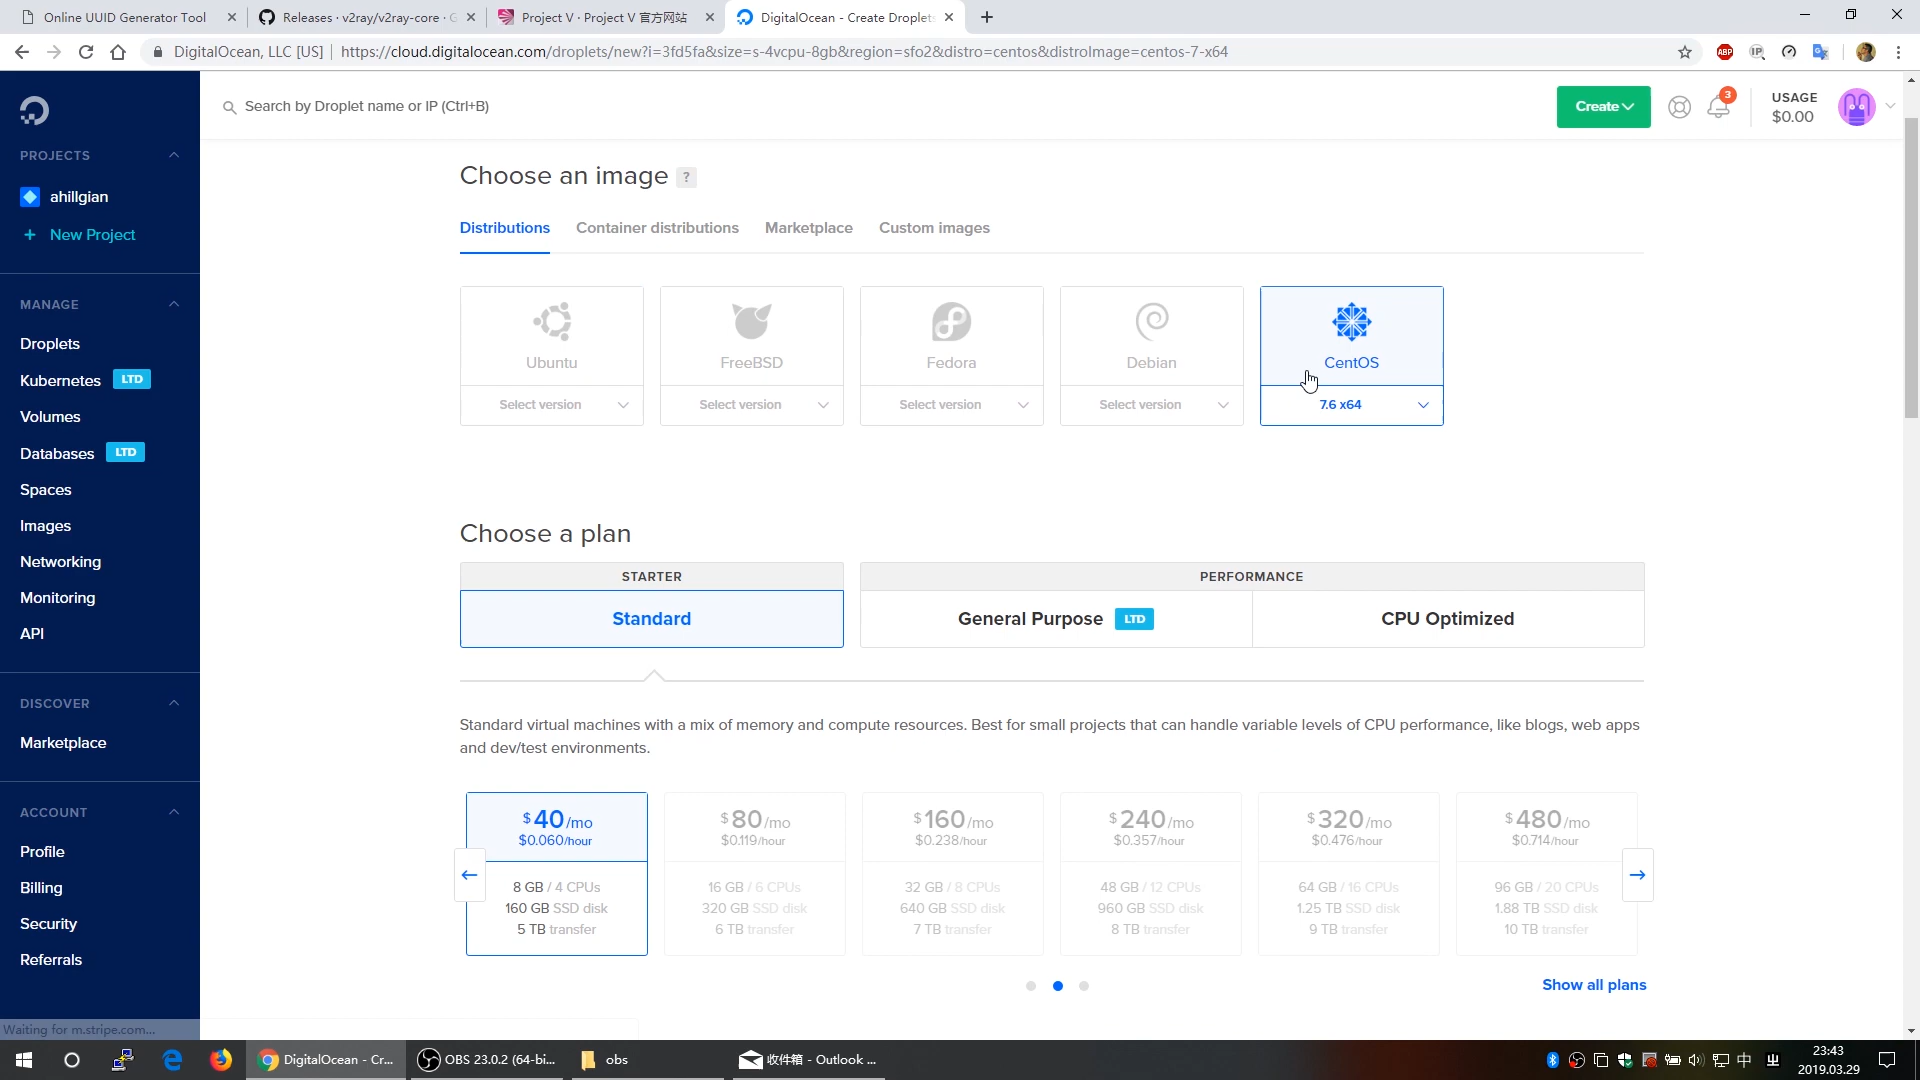 Online UUID Generator Tool
Releases · v2ray/v2ray-core · G
Project V · Project V 官方网站
DigitalOcean - Create Droplets
DigitalOcean, LLC [US] | https://cloud.digitalocean.com/droplets/new?i=3fd5fa&size=s-4vcpu-8gb&region=sfo2&distro=centos&distroImage=centos-7-x64
ABP
IP
Search by Droplet name or IP (Ctrl+B)
Create
3
USAGE
$0.00
PROJECTS
ahillgian
+ New Project
MANAGE
Droplets
Kubernetes LTD
Volumes
Databases LTD
Spaces
Images
Networking
Monitoring
API
DISCOVER
Marketplace
ACCOUNT
Profile
Billing
Security
Referrals
Waiting for m.stripe.com...
Choose an image ?
Distributions Container distributions Marketplace Custom images
Ubuntu FreeBSD Fedora Debian CentOS
Select version Select version Select version Select version 7.6 x64
Choose a plan
STARTER PERFORMANCE
Standard General Purpose LTD CPU Optimized
Standard virtual machines with a mix of memory and compute resources. Best for small projects that can handle variable levels of CPU performance, like blogs, web apps
and dev/test environments.
$40/mo $80/mo $160/mo $240/mo $320/mo $480/mo
$0.060/hour $0.119/hour $0.238/hour $0.357/hour $0.476/hour $0.714/hour
8 GB / 4 CPUs 16 GB / 6 CPUs 32 GB / 8 CPUs 48 GB / 12 CPUs 64 GB / 16 CPUs 96 GB / 20 CPUs
160 GB SSD disk 320 GB SSD disk 640 GB SSD disk 960 GB SSD disk 1.25 TB SSD disk 1.88 TB SSD disk
5 TB transfer 6 TB transfer 7 TB transfer 8 TB transfer 9 TB transfer 10 TB transfer
Show all plans
DigitalOcean - Cr...
OBS 23.0.2 (64-bi...
obs
收件箱 - Outlook ...
中
23:43
2019.03.29